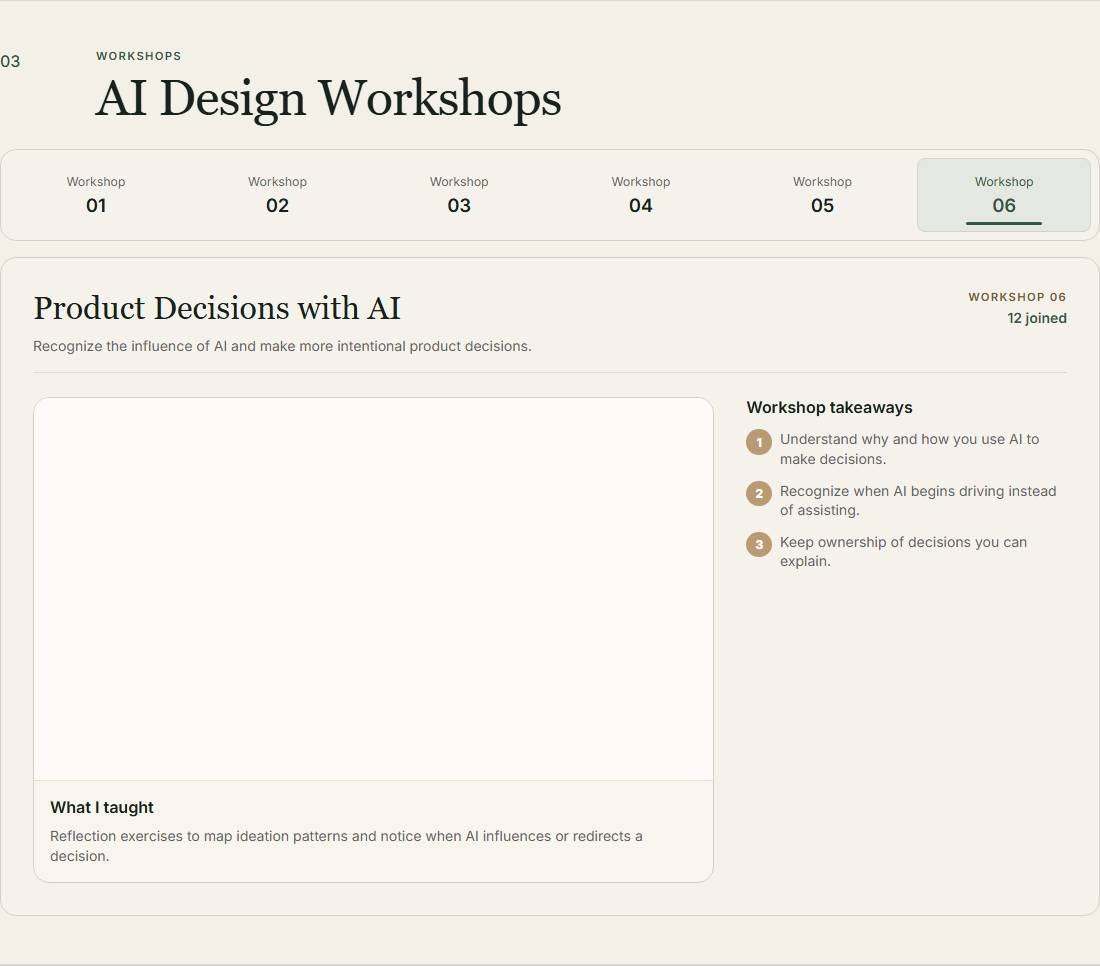 03
WORKSHOPS
AI Design Workshops
Workshop
01
Workshop
02
Workshop
03
Workshop
04
Workshop
05
Workshop
06
Product Decisions with AI
Recognize the influence of AI and make more intentional product decisions.
WORKSHOP 06
12 joined
What I taught
Reflection exercises to map ideation patterns and notice when AI influences or redirects a
decision.
Workshop takeaways
1
Understand why and how you use AI to
make decisions.
2
Recognize when AI begins driving instead
of assisting.
3
Keep ownership of decisions you can
explain.